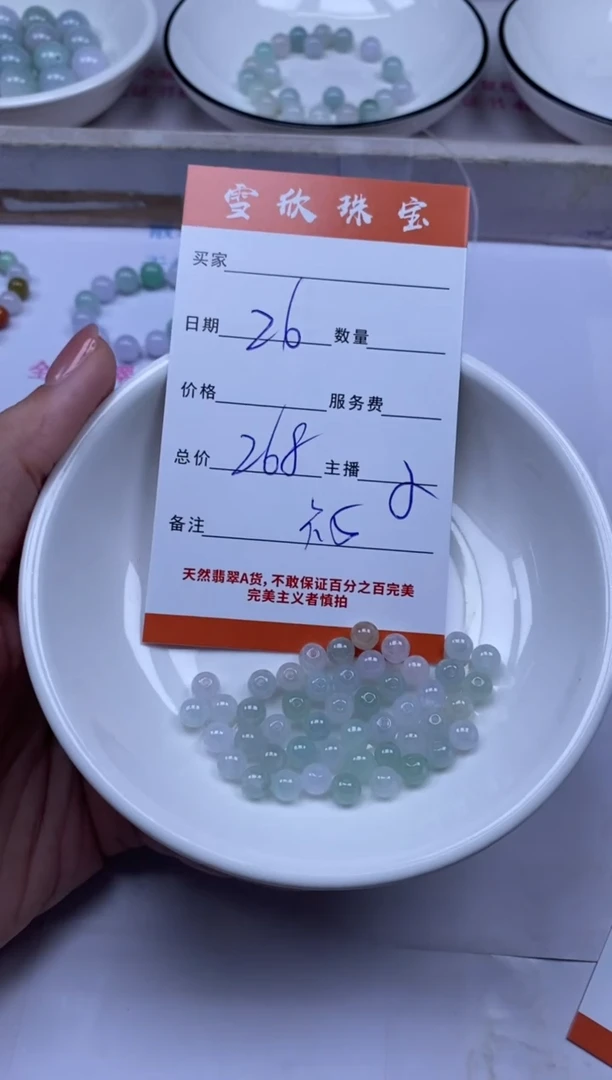 雪欣珠宝
买家
日期 26 数量
价格 服务费
总价 268 主播
备注
天然翡翠A货，不敢保证百分之百完美
完美主义者慎拍